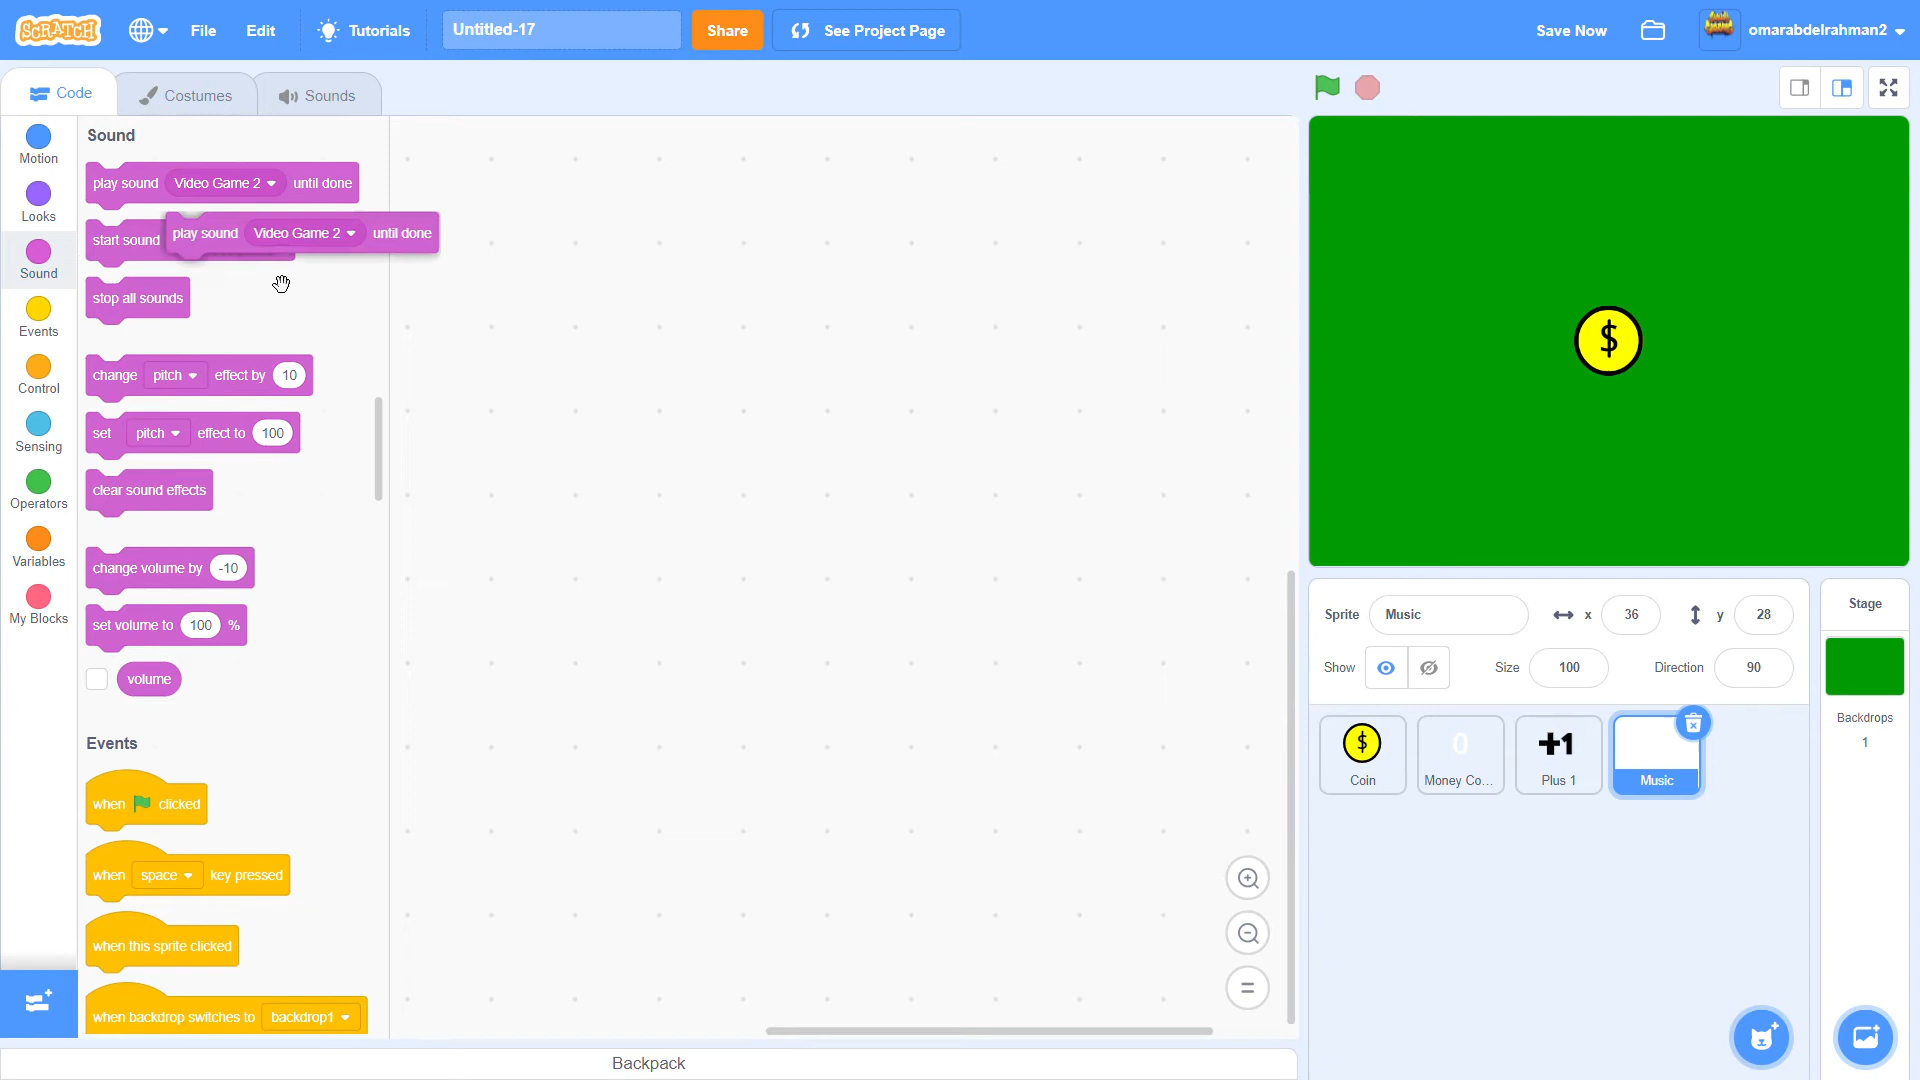 SCRATCH
File
Edit
Tutorials
Untitled-17
Share
See Project Page
Save Now
omarabdelrahman2
Code
Costumes
Sounds
Motion
Looks
Sound
Events
Control
Sensing
Operators
Variables
My Blocks
Sound
play sound Video Game 2 until done
start sound
play sound Video Game 2 until done
stop all sounds
change pitch effect by 10
set pitch effect to 100
clear sound effects
change volume by -10
set volume to 100 %
volume
Events
when clicked
when space key pressed
when this sprite clicked
when backdrop switches to backdrop1
Backpack
$
Sprite Music x 36 y 28
Show Size 100 Direction 90
$
Coin
0
Money Co...
+1
Plus 1
Music
Stage
Backdrops
1